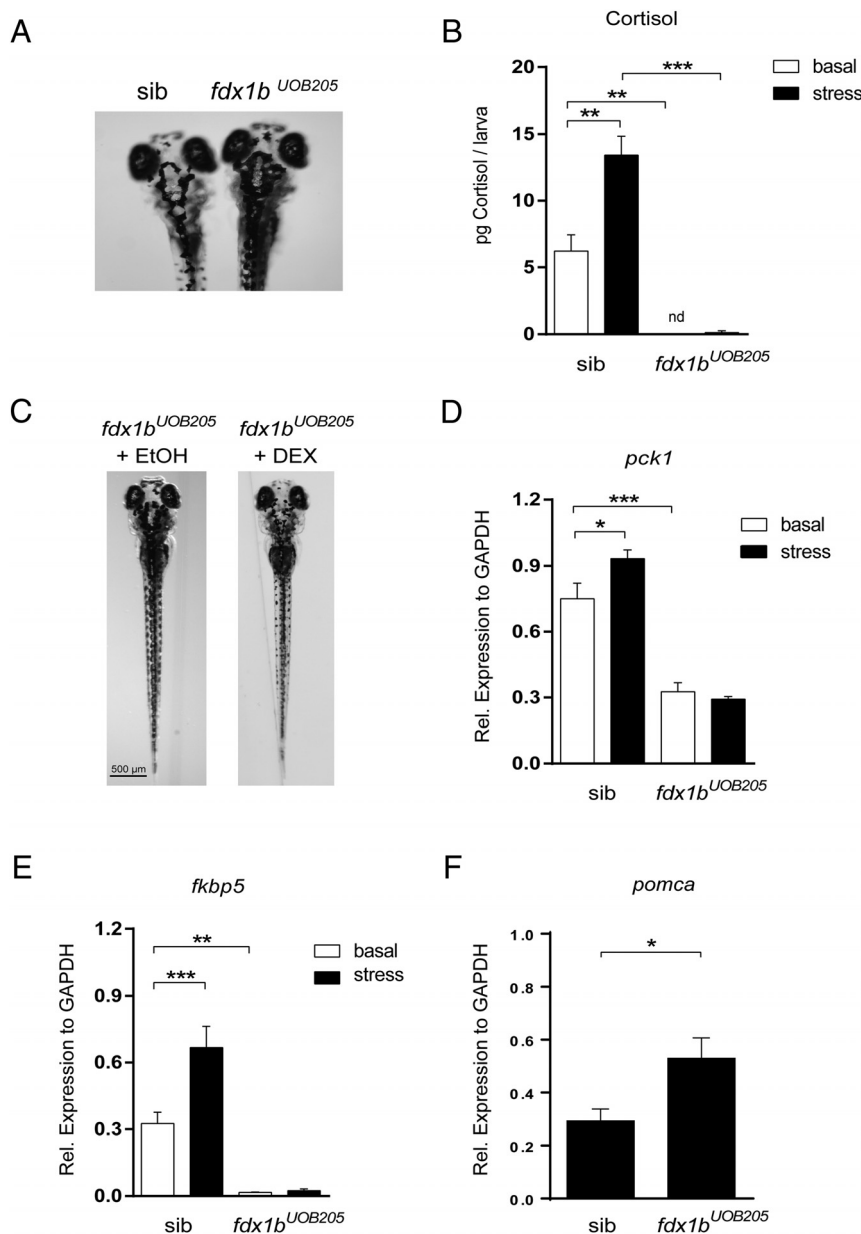 A
sib fdx1b UOB205
B
Cortisol
pg Cortisol / larva
20
15
10
5
0
** 
** 
***
nd
basal
stress
sib fdx1b UOB205
C
fdx1b UOB205 fdx1b UOB205
+ EtOH + DEX
500 µm
D
pck1
Rel. Expression to GAPDH
1.2
0.9
0.6
0.3
0.0
***
*
basal
stress
sib fdx1b UOB205
E
fkbp5
Rel. Expression to GAPDH
1.2
0.9
0.6
0.3
0.0
**
***
basal
stress
sib fdx1b UOB205
F
pomca
Rel. Expression to GAPDH
1.0
0.8
0.6
0.4
0.2
0.0
*
sib fdx1b UOB205